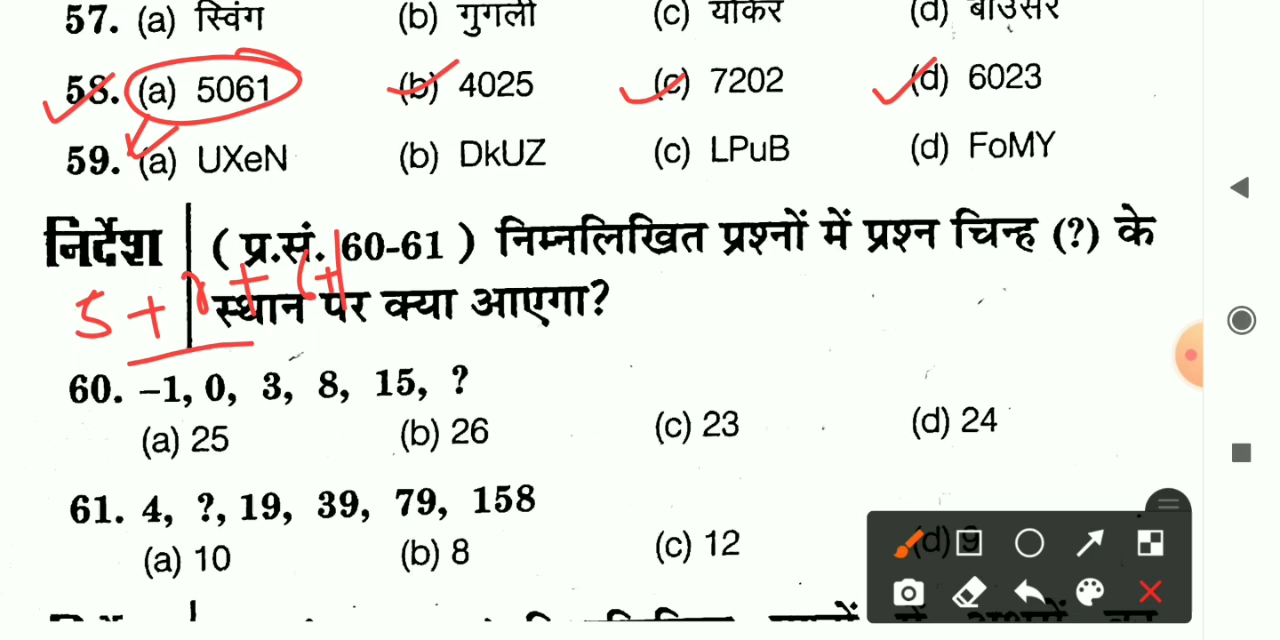 57. (a) स्विंग (b) गुगली (c) यॉर्कर (d) बाउंसर
58. (a) 5061 (b) 4025 (c) 7202 (d) 6023
59. (a) UXeN (b) DkUZ (c) LPuB (d) FoMY
निर्देश ( प्र.सं. 60-61 ) निम्नलिखित प्रश्नों में प्रश्न चिन्ह (?) के
5 + स्थान पर क्या आएगा?
60. –1, 0, 3, 8, 15, ?
(a) 25 (b) 26 (c) 23 (d) 24
61. 4, ?, 19, 39, 79, 158
(a) 10 (b) 8 (c) 12 (d) 9